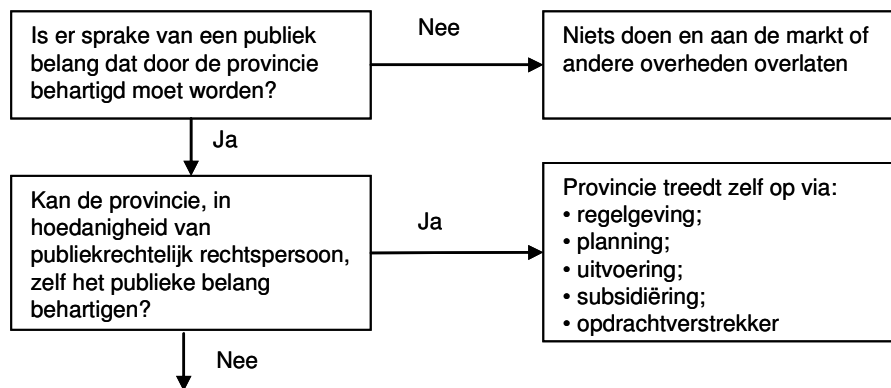 Is er sprake van een publiek
belang dat door de provincie
behartigd moet worden?
Nee
Niets doen en aan de markt of
andere overheden overlaten
Ja
Kan de provincie, in
hoedanigheid van
publiekrechtelijk rechtspersoon,
zelf het publieke belang
behartigen?
Ja
Provincie treedt zelf op via:
• regelgeving;
• planning;
• uitvoering;
• subsidiëring;
• opdrachtverstrekker
Nee